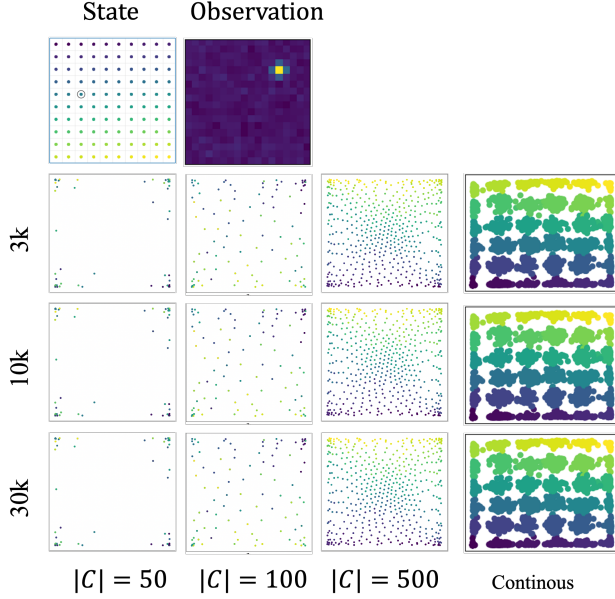 State
Observation
3k
10k
30k
|C| = 50
|C| = 100
|C| = 500
Continous